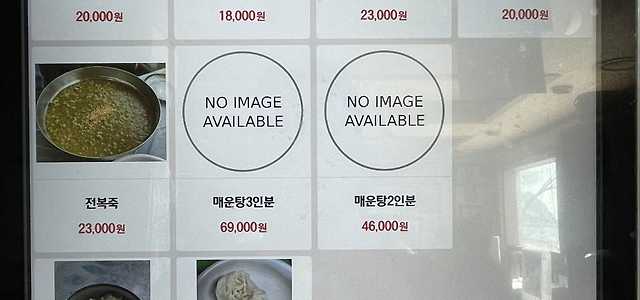 20,000원 18,000원 23,000원 20,000원
NO IMAGE AVAILABLE
NO IMAGE AVAILABLE
전복죽 매운탕3인분 매운탕2인분
23,000원 69,000원 46,000원